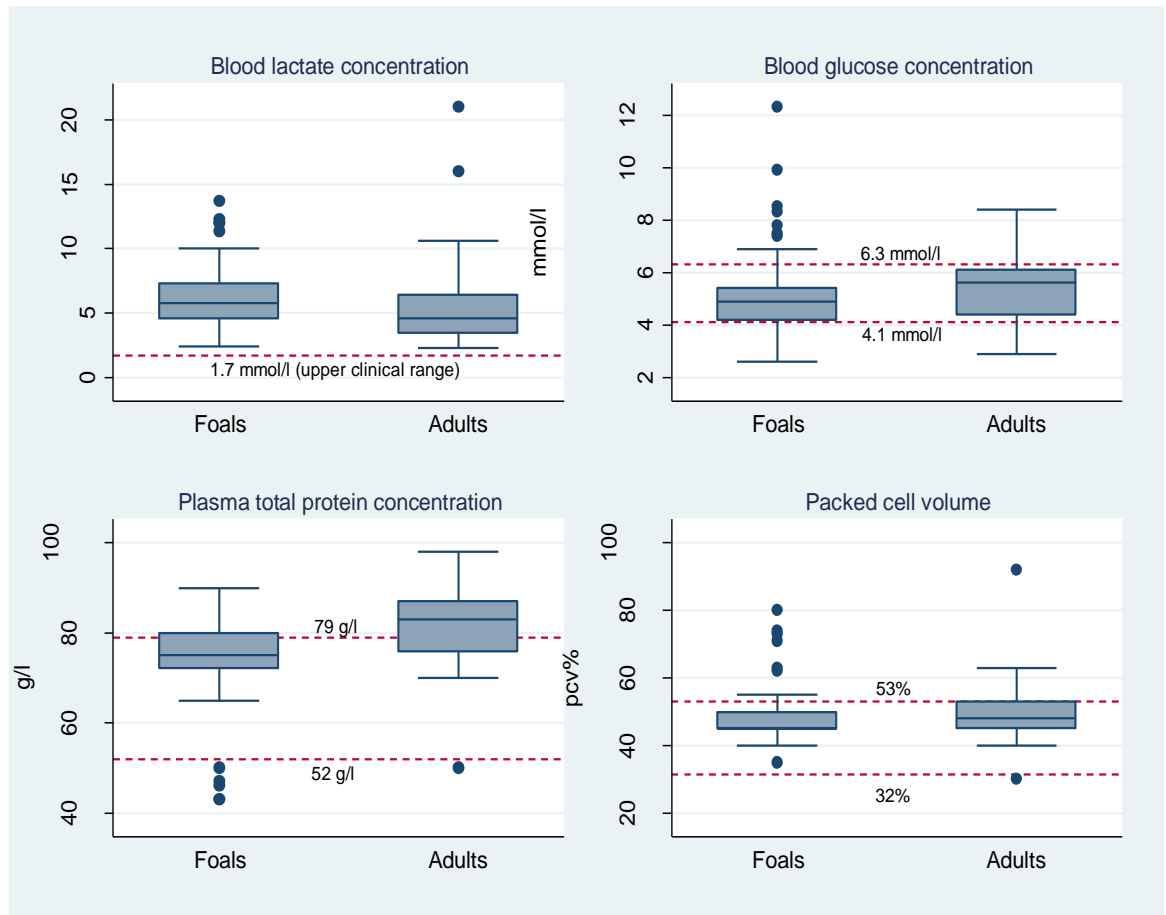 Blood lactate concentration
20
15
10
5
0
1.7 mmol/l (upper clinical range)
Foals
Adults
Blood glucose concentration
mmol/l
12
10
8
6
4
2
6.3 mmol/l
4.1 mmol/l
Foals
Adults
Plasma total protein concentration
g/l
100
80
60
40
79 g/l
52 g/l
Foals
Adults
Packed cell volume
pcv%
100
80
60
40
20
53%
32%
Foals
Adults